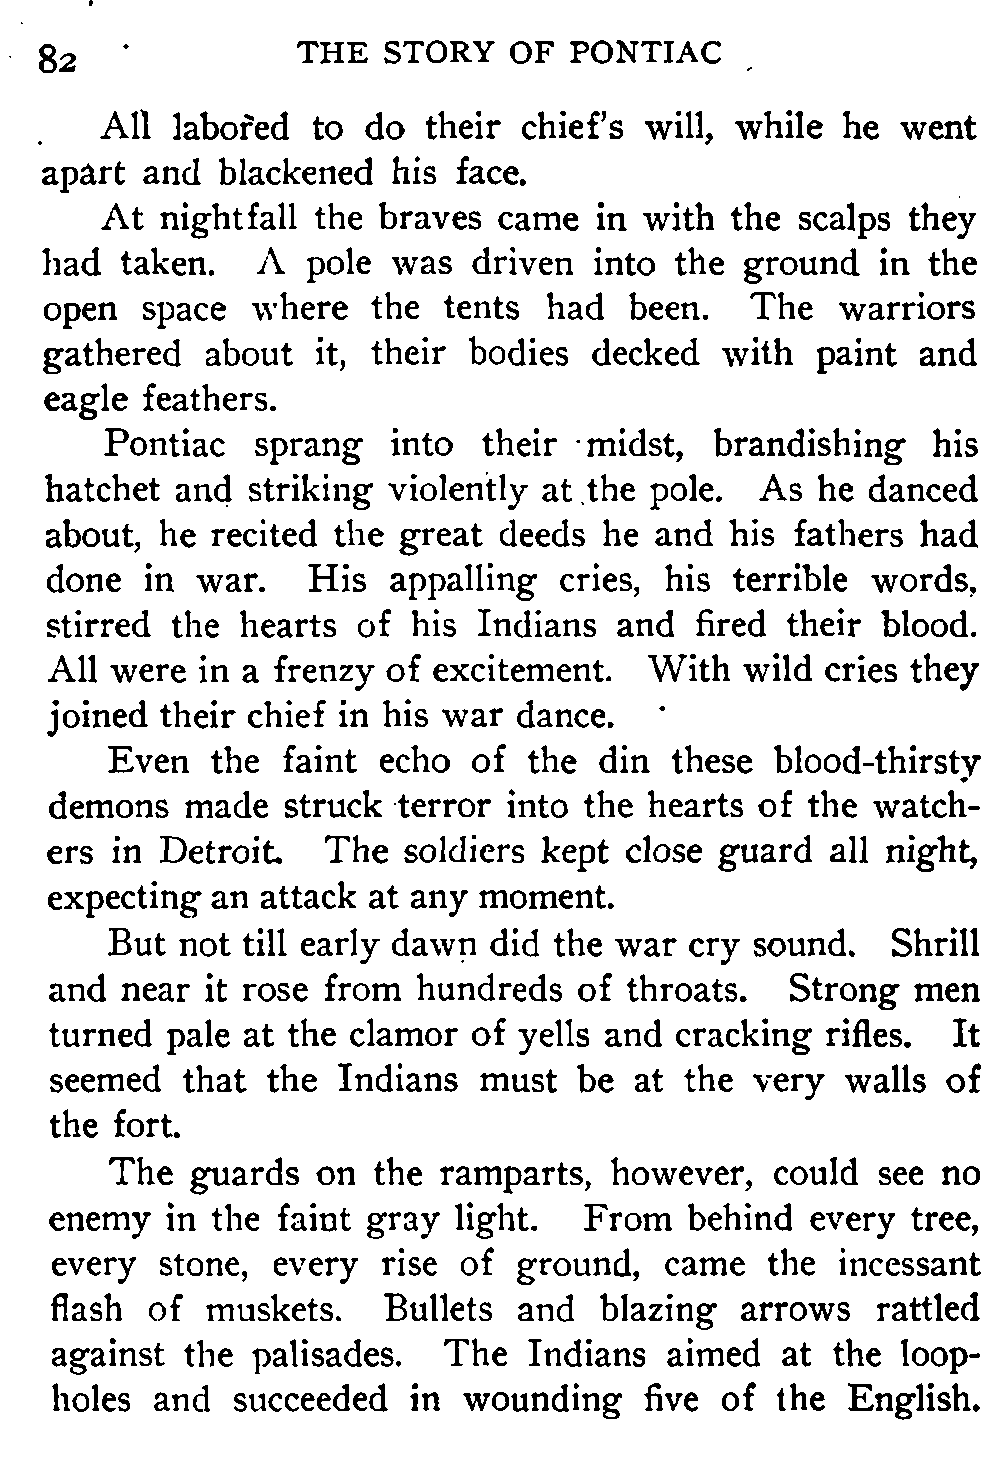 82 THE STORY OF PONTIAC
All labored to do their chief's will, while he went
apart and blackened his face.
At nightfall the braves came in with the scalps they
had taken. A pole was driven into the ground in the
open space where the tents had been. The warriors
gathered about it, their bodies decked with paint and
eagle feathers.
Pontiac sprang into their midst, brandishing his
hatchet and striking violently at the pole. As he danced
about, he recited the great deeds he and his fathers had
done in war. His appalling cries, his terrible words,
stirred the hearts of his Indians and fired their blood.
All were in a frenzy of excitement. With wild cries they
joined their chief in his war dance.
Even the faint echo of the din these blood-thirsty
demons made struck terror into the hearts of the watch-
ers in Detroit. The soldiers kept close guard all night,
expecting an attack at any moment.
But not till early dawn did the war cry sound. Shrill
and near it rose from hundreds of throats. Strong men
turned pale at the clamor of yells and cracking rifles. It
seemed that the Indians must be at the very walls of
the fort.
The guards on the ramparts, however, could see no
enemy in the faint gray light. From behind every tree,
every stone, every rise of ground, came the incessant
flash of muskets. Bullets and blazing arrows rattled
against the palisades. The Indians aimed at the loop-
holes and succeeded in wounding five of the English.